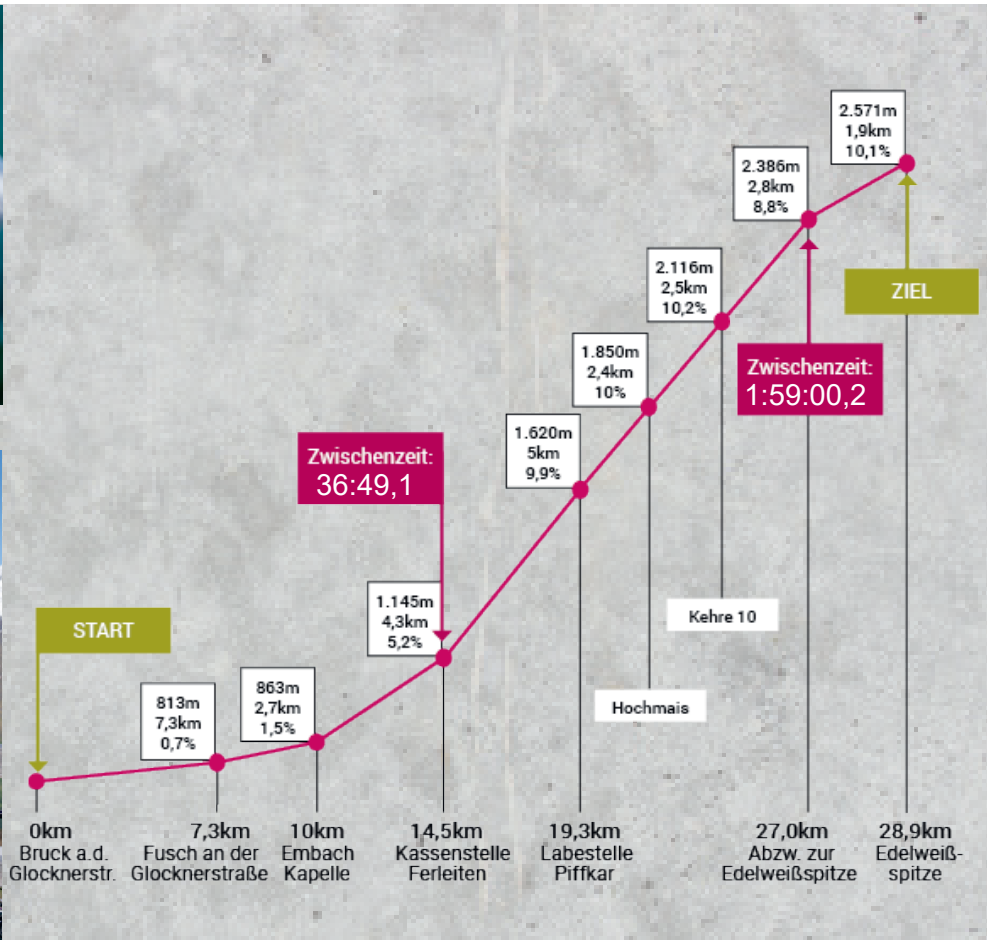 2.571m
1,9km
10,1%
2.386m
2,8km
8,8%
2.116m
2,5km
10,2%
ZIEL
1.850m
2,4km
10%
Zwischenzeit:
1:59:00,2
1.620m
5km
9,9%
Zwischenzeit:
36:49,1
1.145m
4,3km
5,2%
START
Kehre 10
863m
2,7km
1,5%
813m
7,3km
0,7%
Hochmais
0km
Bruck a.d.
Glocknerstr.
7,3km
Fusch an der
Glocknerstraße
10km
Embach
Kapelle
14,5km
Kassenstelle
Ferleiten
19,3km
Labestelle
Piffkar
27,0km
Abzw. zur
Edelweißspitze
28,9km
Edelweiß-
spitze